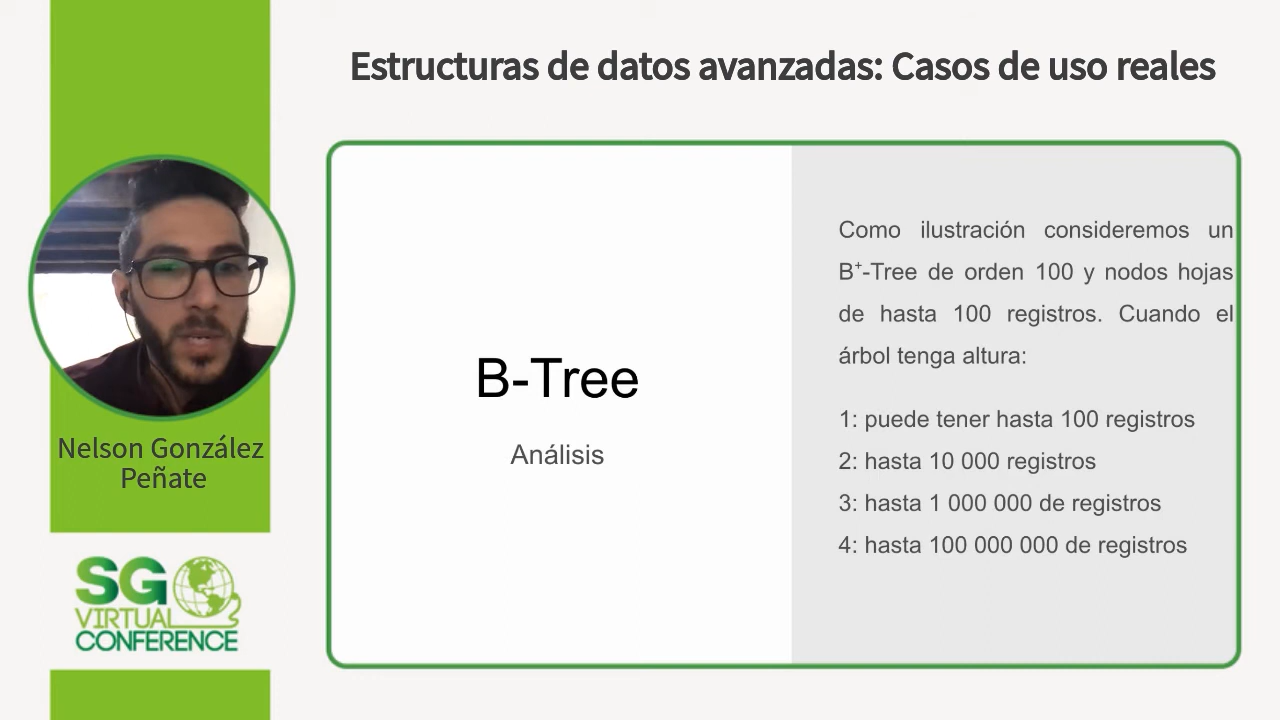 Estructuras de datos avanzadas: Casos de uso reales
Nelson González
Peñate
SG
VIRTUAL
CONFERENCE
B-Tree
Análisis
Como ilustración consideremos un
B⁺-Tree de orden 100 y nodos hojas
de hasta 100 registros. Cuando el
árbol tenga altura:
1: puede tener hasta 100 registros
2: hasta 10 000 registros
3: hasta 1 000 000 de registros
4: hasta 100 000 000 de registros